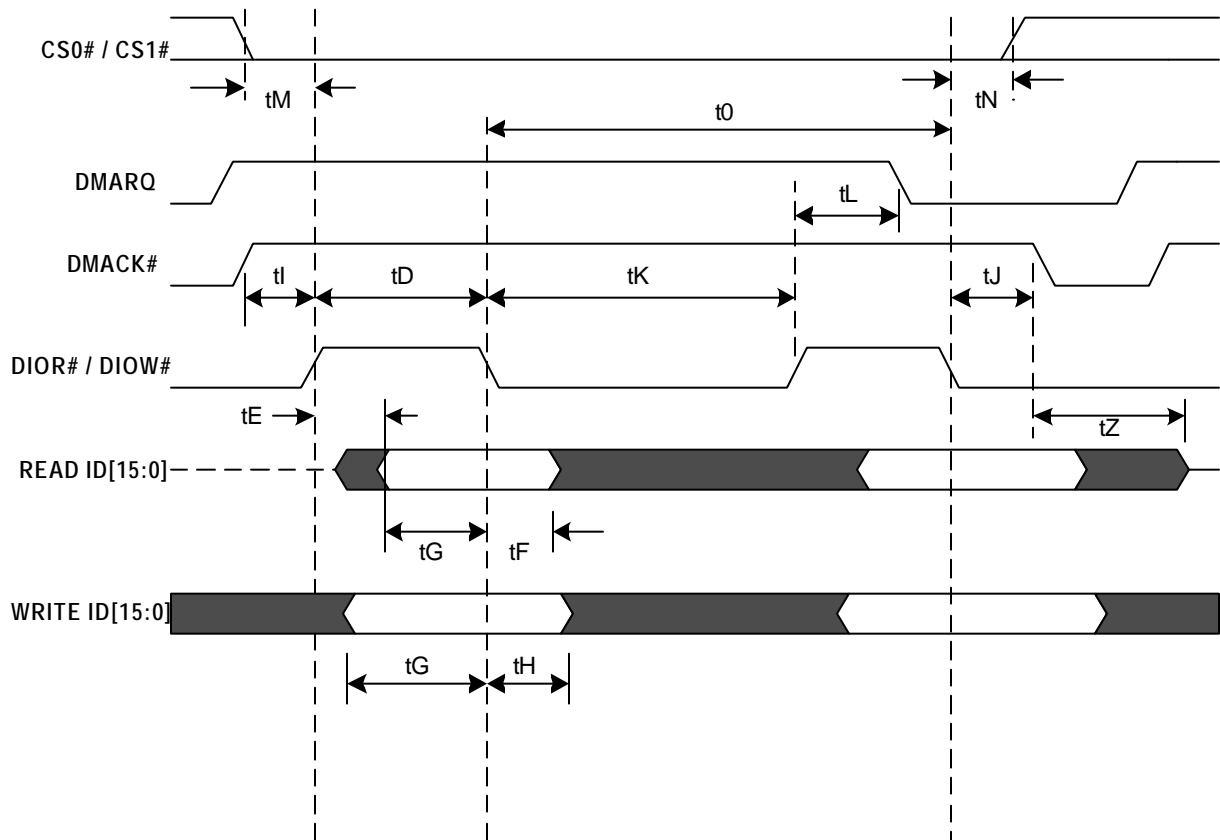 CS0# / CS1#
tM
tN
t0
DMARQ
tL
DMACK#
tI
tD
tK
tJ
DIOR# / DIOW#
tE
tZ
READ ID[15:0]
tG
tF
WRITE ID[15:0]
tG
tH